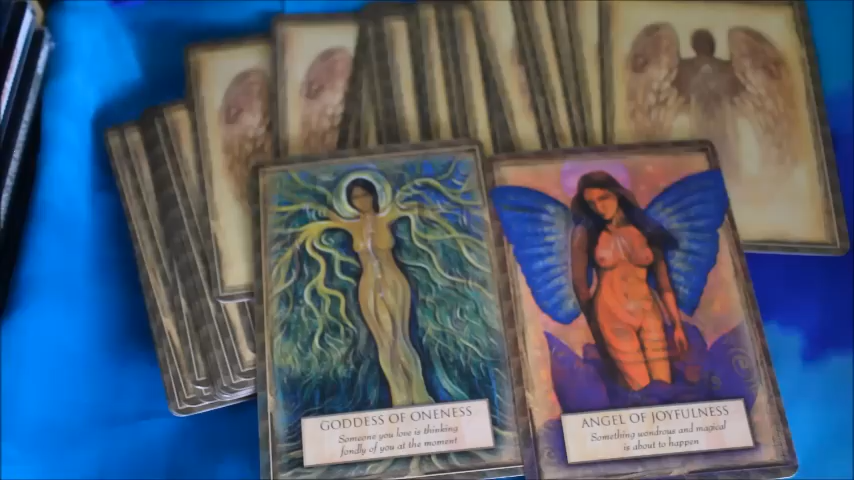 GODDESS OF ONENESS
Someone you love is thinking
fondly of you at the moment
ANGEL OF JOYFULNESS
Something wondrous and magical
is about to happen